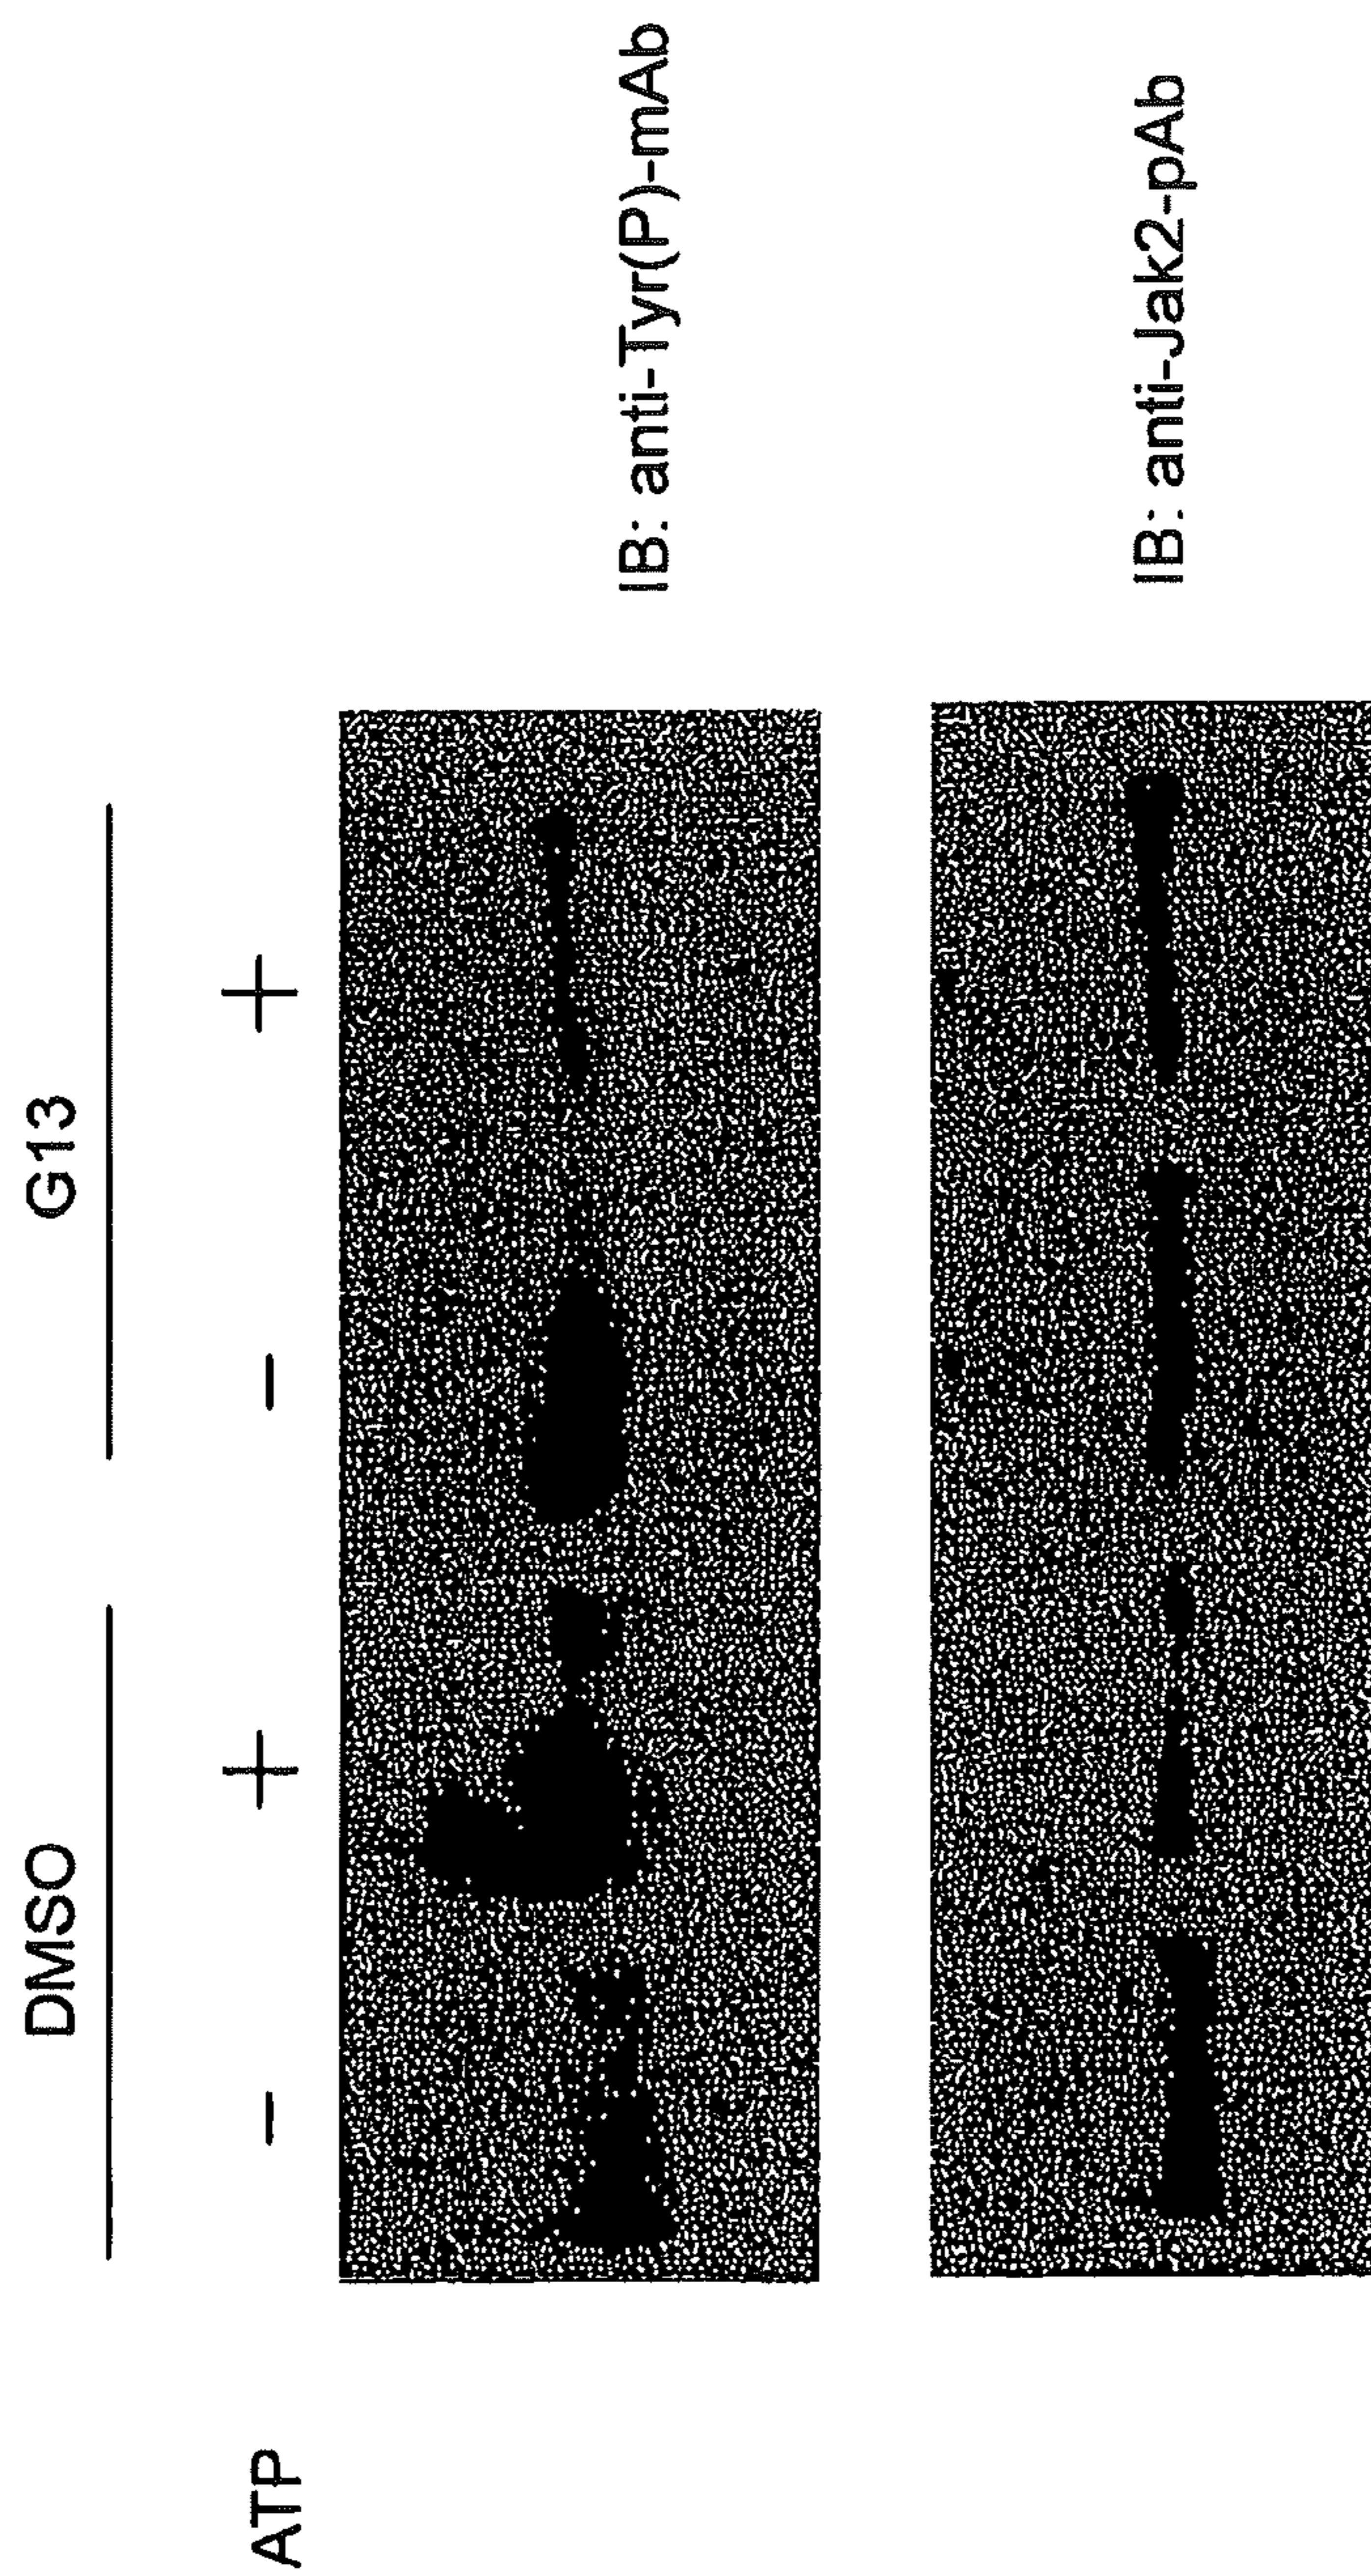 DMSO G13
ATP - + - +
IB: anti-Tyr(P)-mAb
IB: anti-Jak2-pAb